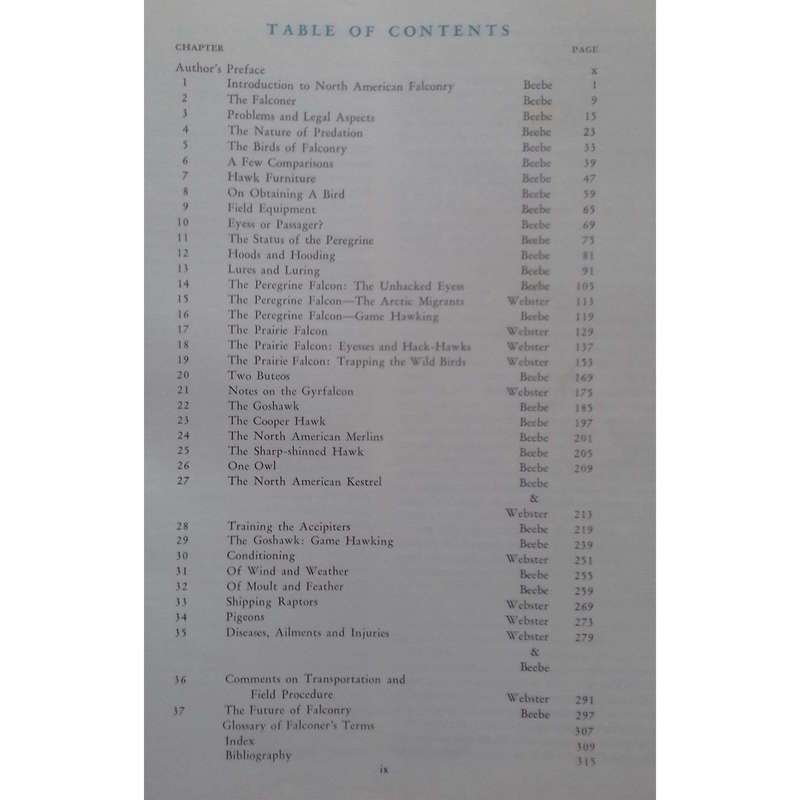 TABLE OF CONTENTS
CHAPTER PAGE
Author's Preface x
1 Introduction to North American Falconry Beebe 1
2 The Falconer Beebe 9
3 Problems and Legal Aspects Beebe 15
4 The Nature of Predation Beebe 23
5 The Birds of Falconry Beebe 33
6 A Few Comparisons Beebe 39
7 Hawk Furniture Beebe 47
8 On Obtaining A Bird Beebe 59
9 Field Equipment Beebe 65
10 Eyess or Passager? Beebe 69
11 The Status of the Peregrine Beebe 75
12 Hoods and Hooding Beebe 81
13 Lures and Luring Beebe 91
14 The Peregrine Falcon: The Unhacked Eyess Beebe 105
15 The Peregrine Falcon—The Arctic Migrants Webster 113
16 The Peregrine Falcon—Game Hawking Beebe 119
17 The Prairie Falcon Webster 129
18 The Prairie Falcon: Eyesses and Hack-Hawks Webster 137
19 The Prairie Falcon: Trapping the Wild Birds Webster 153
20 Two Buteos Beebe 169
21 Notes on the Gyrfalcon Webster 175
22 The Goshawk Beebe 185
23 The Cooper Hawk Beebe 197
24 The North American Merlins Beebe 201
25 The Sharp-shinned Hawk Beebe 205
26 One Owl Beebe 209
27 The North American Kestrel Beebe
&
Webster 213
28 Training the Accipiters Beebe 219
29 The Goshawk: Game Hawking Beebe 239
30 Conditioning Webster 251
31 Of Wind and Weather Beebe 255
32 Of Moult and Feather Beebe 259
33 Shipping Raptors Webster 269
34 Pigeons Webster 273
35 Diseases, Ailments and Injuries Webster 279
&
Beebe
36 Comments on Transportation and
Field Procedure Webster 291
37 The Future of Falconry Beebe 297
Glossary of Falconer's Terms 307
Index 309
Bibliography 315
ix